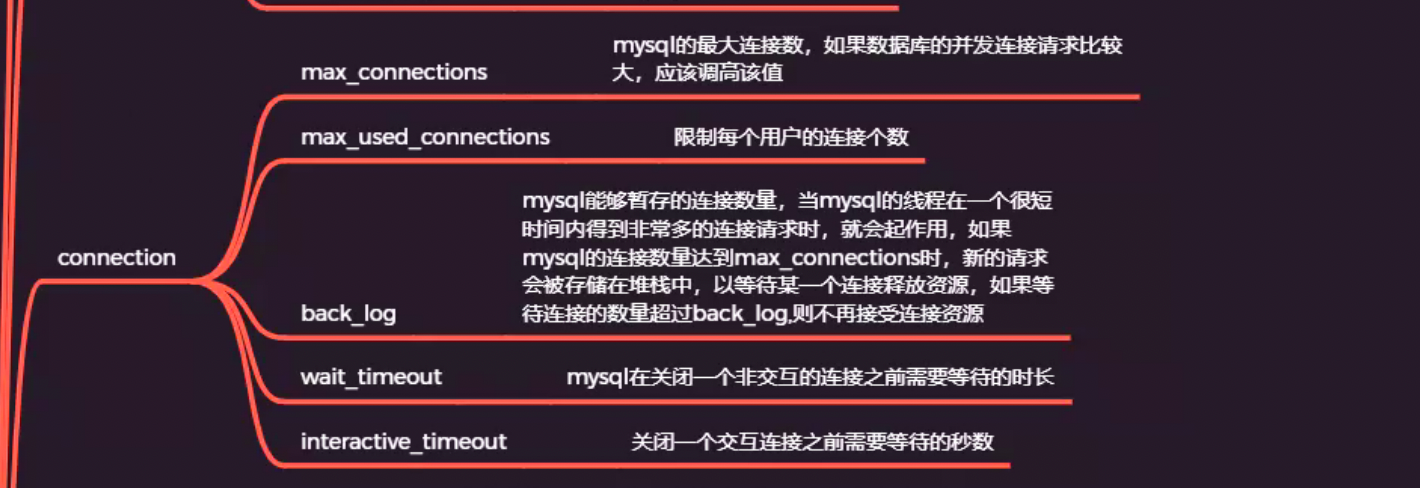 mysql的最大连接数，如果数据库的并发连接请求比较
max_connections
大，应该调高该值
max_used_connections
限制每个用户的连接个数
connection
back_log
mysql能够暂存的连接数量，当mysql的线程在一个很短
时间内得到非常多的连接请求时，就会起作用，如果
mysql的连接数量达到max_connections时，新的请求
会被存储在堆栈中，以等待某一个连接释放资源，如果等
待连接的数量超过back_log,则不再接受连接资源
wait_timeout
mysql在关闭一个非交互的连接之前需要等待的时长
interactive_timeout
关闭一个交互连接之前需要等待的秒数